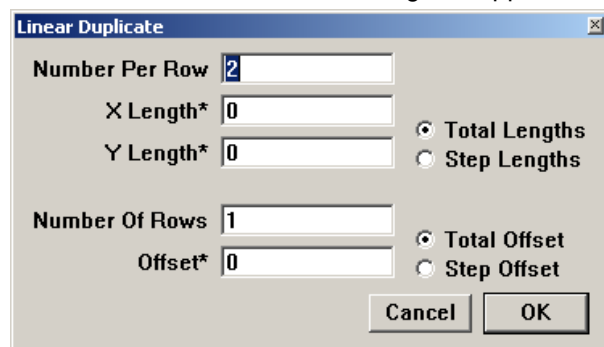 Linear Duplicate
Number Per Row 2
X Length* 0
Y Length* 0
Total Lengths
Step Lengths
Number Of Rows 1
Offset* 0
Total Offset
Step Offset
Cancel OK